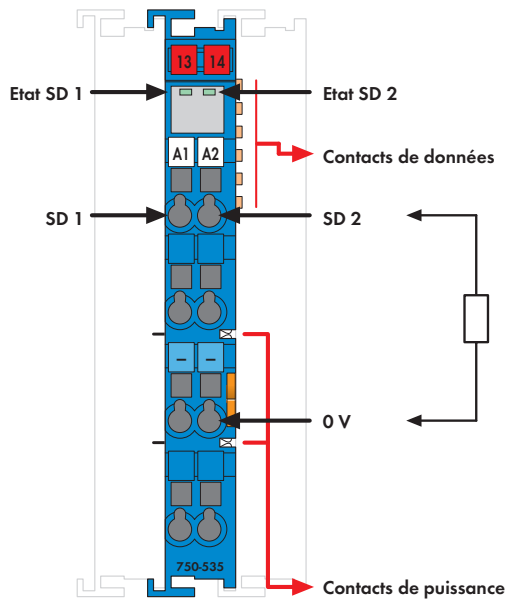 13 14
Etat SD 1 Etat SD 2
A1 A2
Contacts de données
SD 1 SD 2
– –
0 V
750-535
Contacts de puissance